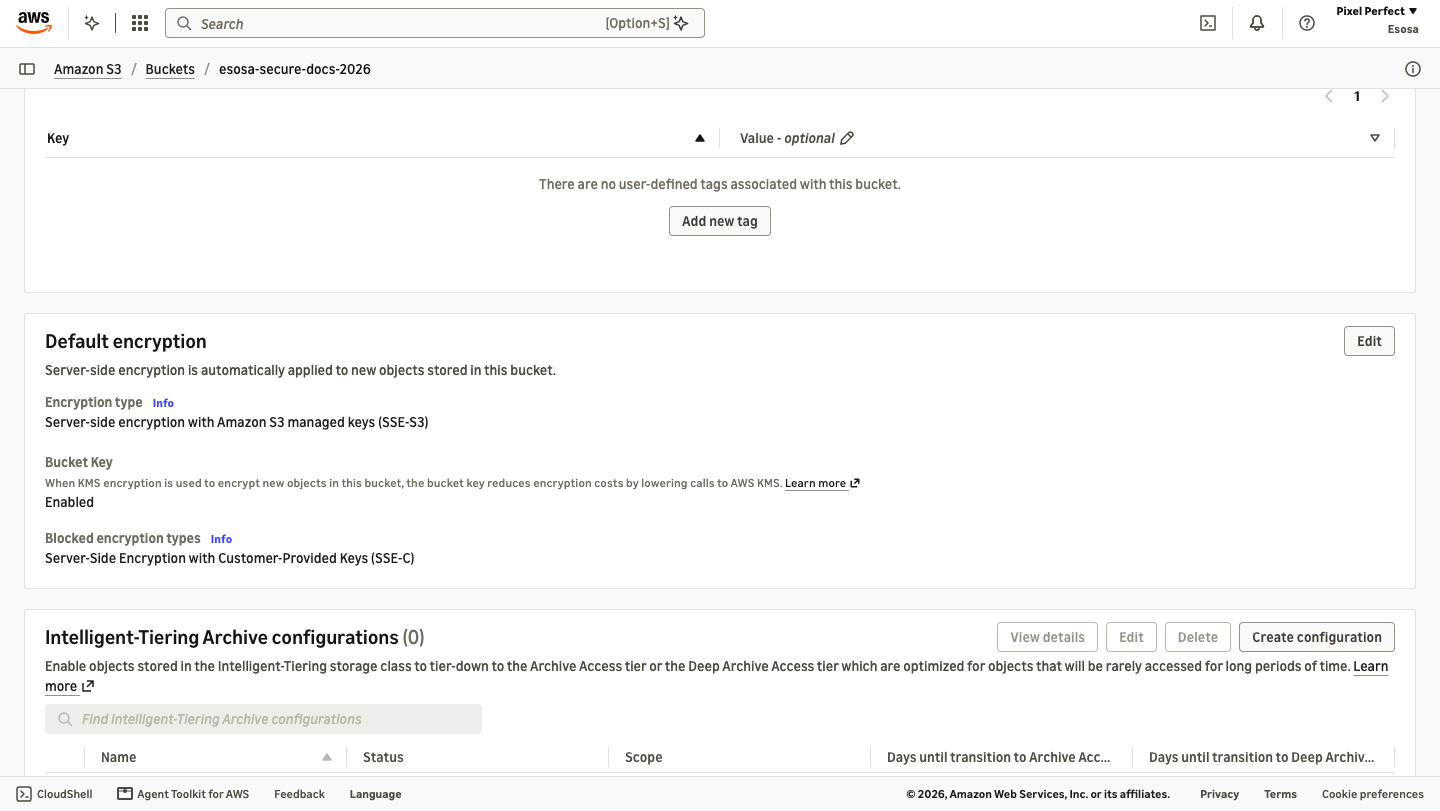 aws
Search
[Option+S]
Pixel Perfect
Esosa
Amazon S3 / Buckets / esosa-secure-docs-2026
1
Key
Value - optional
There are no user-defined tags associated with this bucket.
Add new tag
Default encryption
Edit
Server-side encryption is automatically applied to new objects stored in this bucket.
Encryption type Info
Server-side encryption with Amazon S3 managed keys (SSE-S3)
Bucket Key
When KMS encryption is used to encrypt new objects in this bucket, the bucket key reduces encryption costs by lowering calls to AWS KMS. Learn more
Enabled
Blocked encryption types Info
Server-Side Encryption with Customer-Provided Keys (SSE-C)
Intelligent-Tiering Archive configurations (0)
View details
Edit
Delete
Create configuration
Enable objects stored in the Intelligent-Tiering storage class to tier-down to the Archive Access tier or the Deep Archive Access tier which are optimized for objects that will be rarely accessed for long periods of time. Learn
more
Find Intelligent-Tiering Archive configurations
Name
Status
Scope
Days until transition to Archive Acc...
Days until transition to Deep Archiv...
CloudShell
Agent Toolkit for AWS
Feedback
Language
© 2026, Amazon Web Services, Inc. or its affiliates.
Privacy
Terms
Cookie preferences